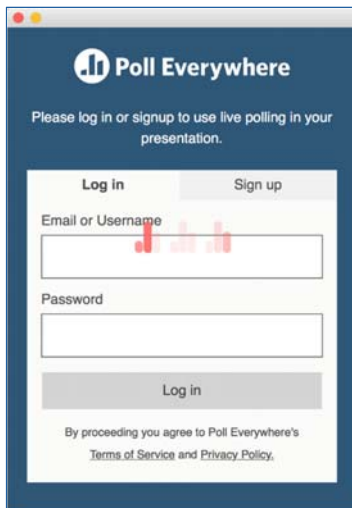 Poll Everywhere
Please log in or signup to use live polling in your
presentation.
Log in
Sign up
Email or Username
Password
Log in
By proceeding you agree to Poll Everywhere's
Terms of Service and Privacy Policy.